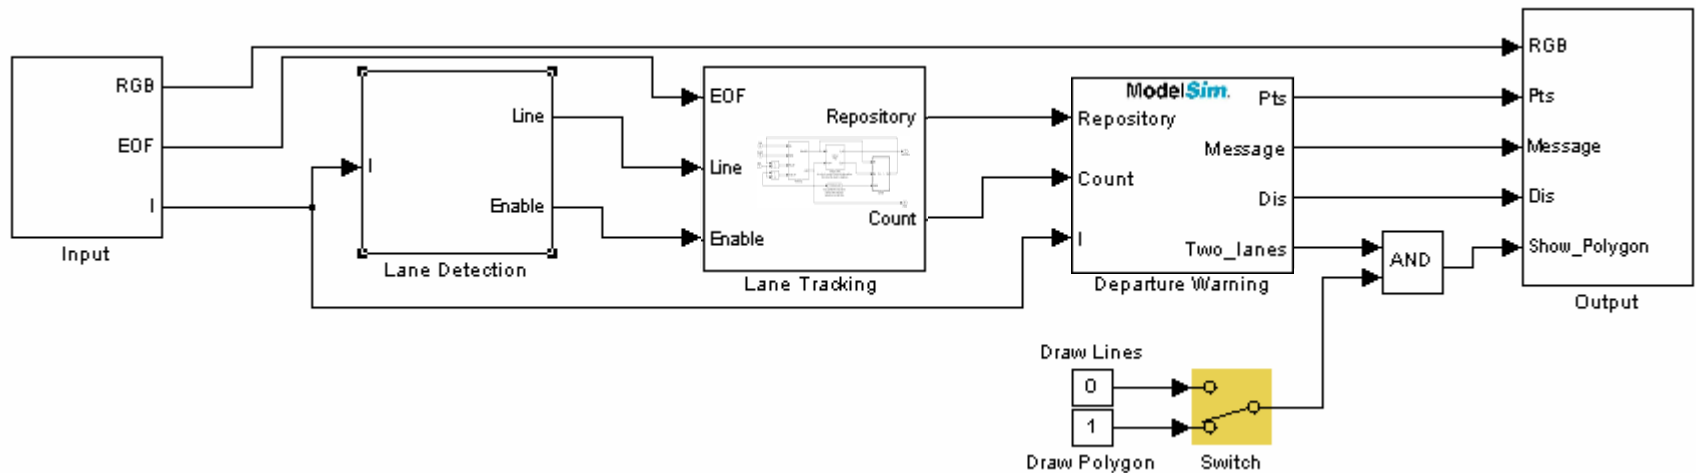 RGB
EOF
I
Input
I
Line
Enable
Lane Detection
EOF
Line
Enable
Repository
Count
Lane Tracking
ModelSim.
Repository
Count
I
Pts
Message
Dis
Two_lanes
Departure Warning
AND
RGB
Pts
Message
Dis
Show_Polygon
Output
Draw Lines
0
1
Draw Polygon
Switch